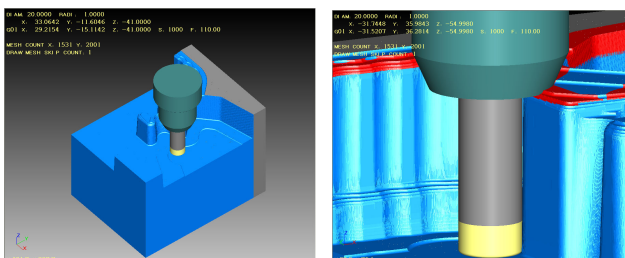 DIAM. 20.0000 RADI. 1.0000
X. 33.0642 Y. -11.6046 Z. -41.0000
G01 X. 29.2154 Y. -15.1142 Z. -41.0000 S. 1000 F. 110.00
MESH COUNT X. 1531 Y. 2001
DRAW MESH SKIP COUNT. 1
Z
X
DIAM. 20.0000 RADI. 1.0000
X. -31.7448 Y. 35.9843 Z. -54.9980
G01 X. -31.5207 Y. 36.2814 Z. -54.9980 S. 1000 F. 110.00
MESH COUNT X. 1531 Y. 2001
DRAW MESH SKIP COUNT. 1